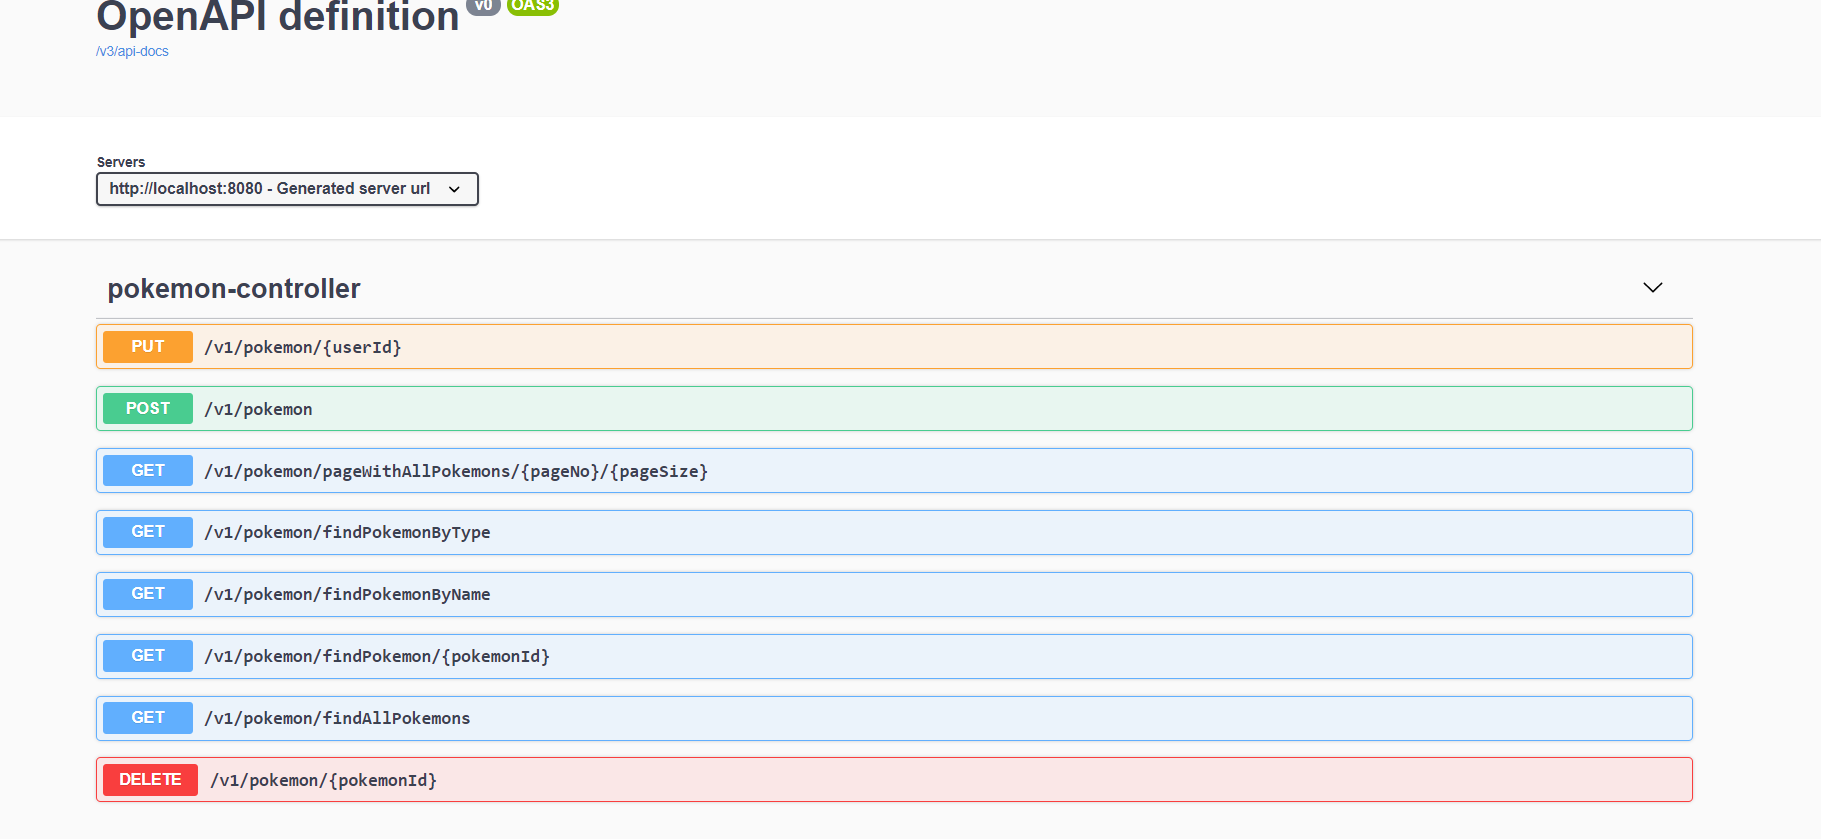 OpenAPI definition v0 OAS3
/v3/api-docs
Servers
http://localhost:8080 - Generated server url
pokemon-controller
PUT /v1/pokemon/{userId}
POST /v1/pokemon
GET /v1/pokemon/pageWithAllPokemons/{pageNo}/{pageSize}
GET /v1/pokemon/findPokemonByType
GET /v1/pokemon/findPokemonByName
GET /v1/pokemon/findPokemon/{pokemonId}
GET /v1/pokemon/findAllPokemons
DELETE /v1/pokemon/{pokemonId}